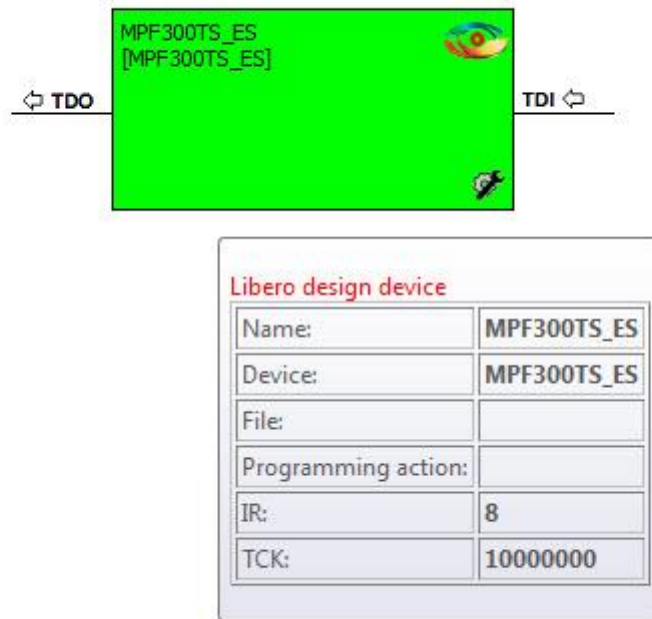 MPF300TS_ES
[MPF300TS_ES]
⇦ TDO
TDI ⇦
Libero design device
Name: MPF300TS_ES
Device: MPF300TS_ES
File:
Programming action:
IR: 8
TCK: 10000000